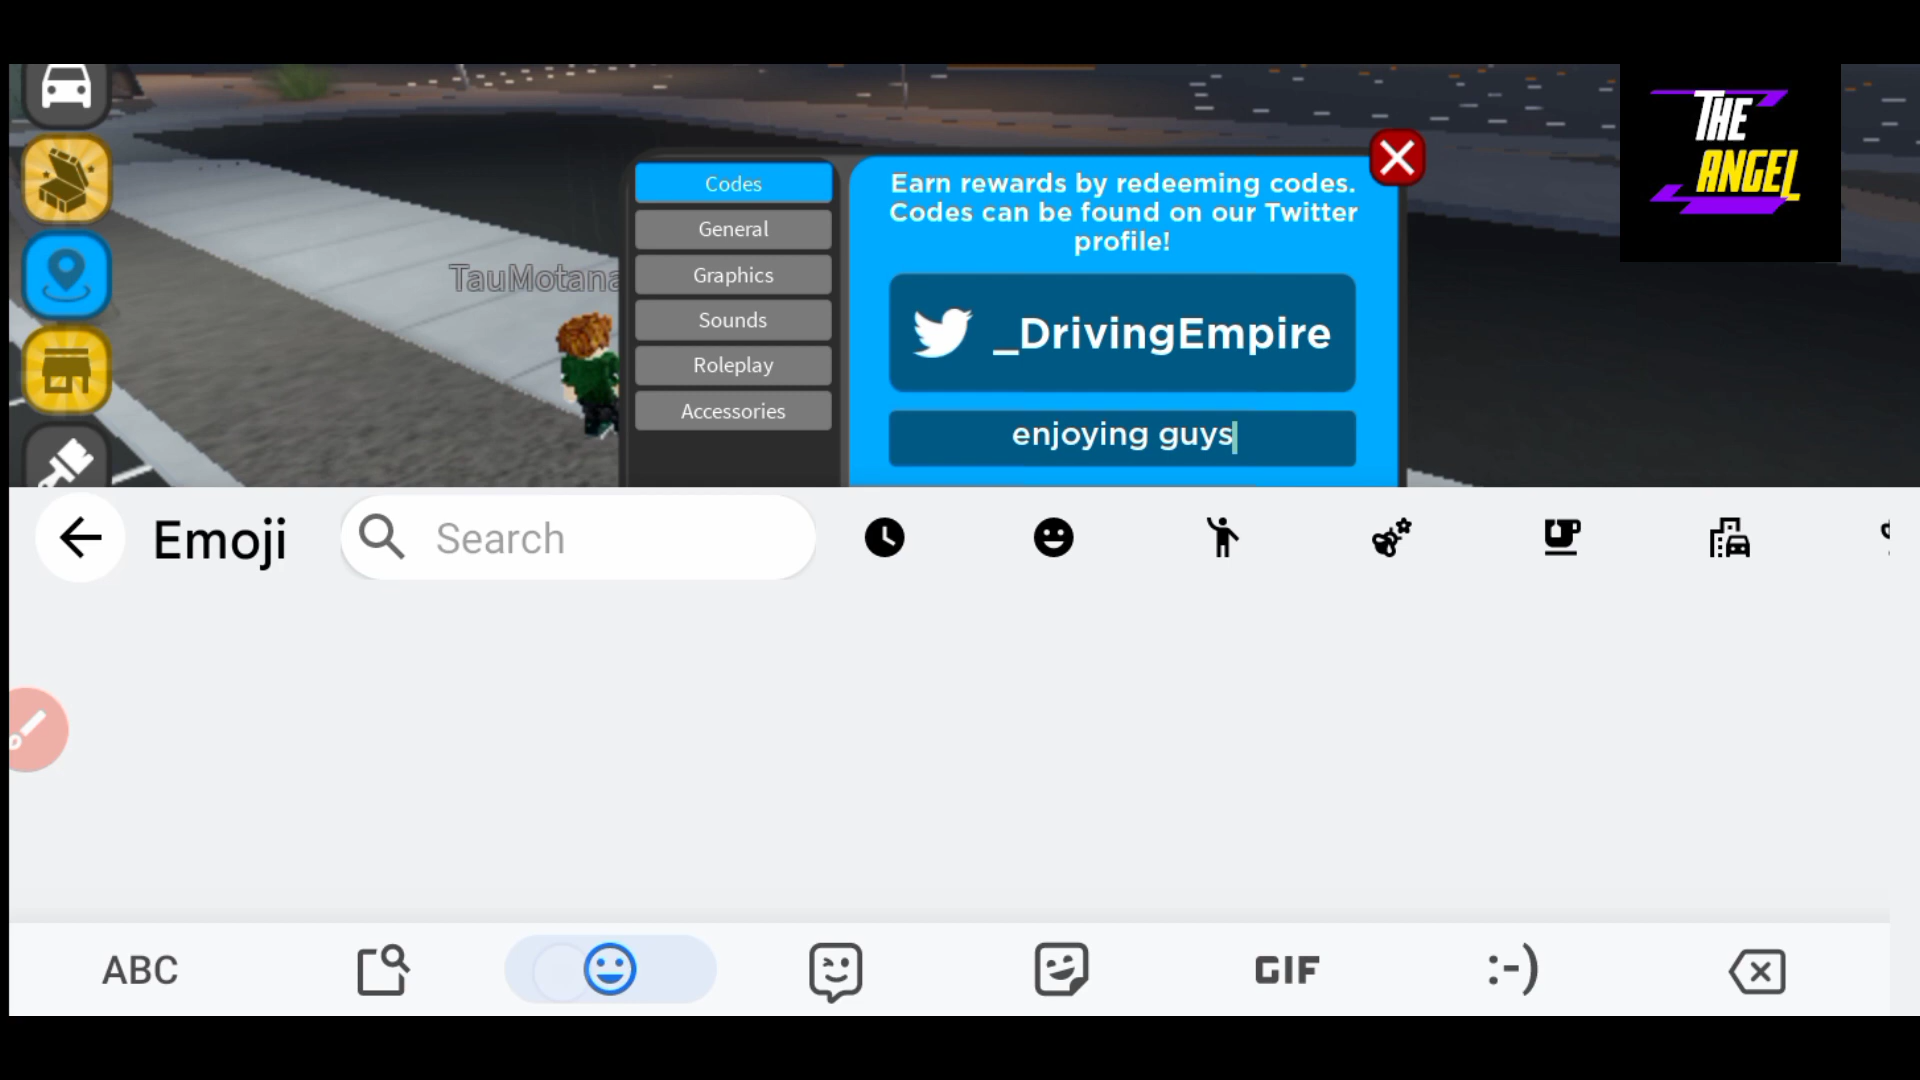 THE
ANGEL
Codes
General
Graphics
Sounds
Roleplay
Accessories
Earn rewards by redeeming codes.
Codes can be found on our Twitter
profile!
_DrivingEmpire
enjoying guys
TauMotana
Emoji
Search
ABC
GIF
:-)